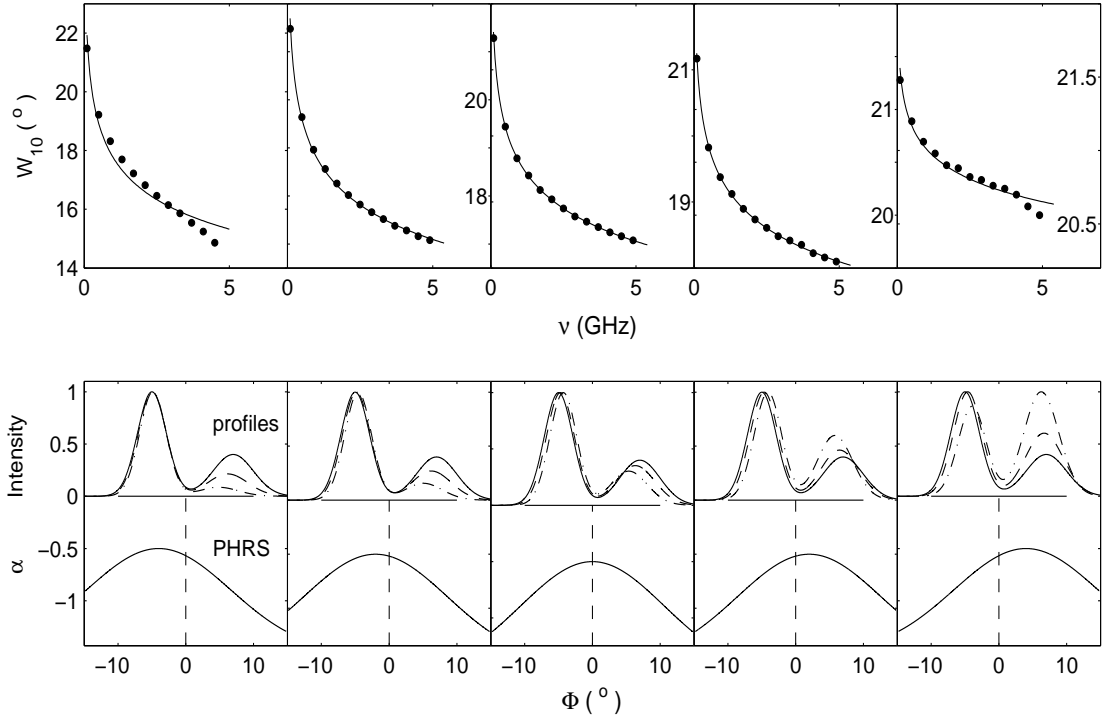 W10 (°)
22
20
18
16
14
20
18
21
19
21
20
21.5
20.5
0 5 0 5 0 5 0 5 0 5
ν (GHz)
Intensity
1
0.5
0
profiles
α
−0.5
−1
PHRS
−10 0 10 −10 0 10 −10 0 10 −10 0 10 −10 0 10
Φ (°)